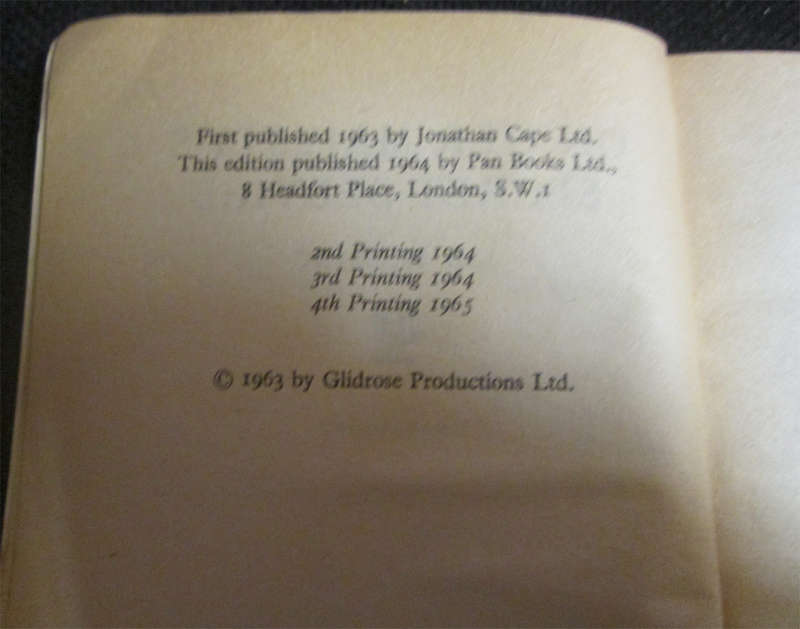 First published 1963 by Jonathan Cape Ltd.
This edition published 1964 by Pan Books Ltd.,
8 Headfort Place, London, S.W.1
2nd Printing 1964
3rd Printing 1964
4th Printing 1965
© 1963 by Glidrose Productions Ltd.